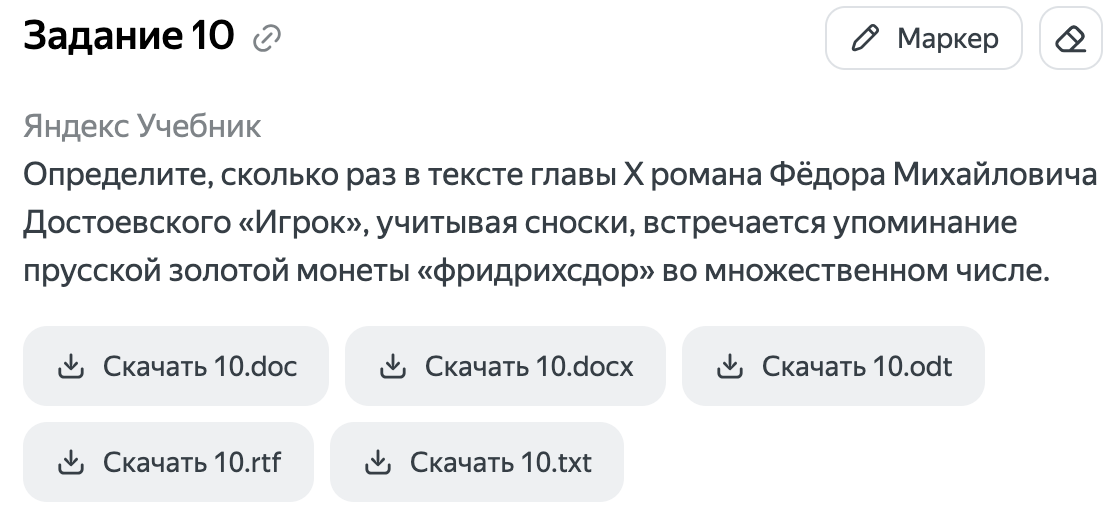 Задание 10
Маркер
Яндекс Учебник
Определите, сколько раз в тексте главы X романа Фёдора Михайловича
Достоевского «Игрок», учитывая сноски, встречается упоминание
прусской золотой монеты «фридрихсдор» во множественном числе.
Скачать 10.doc
Скачать 10.docx
Скачать 10.odt
Скачать 10.rtf
Скачать 10.txt